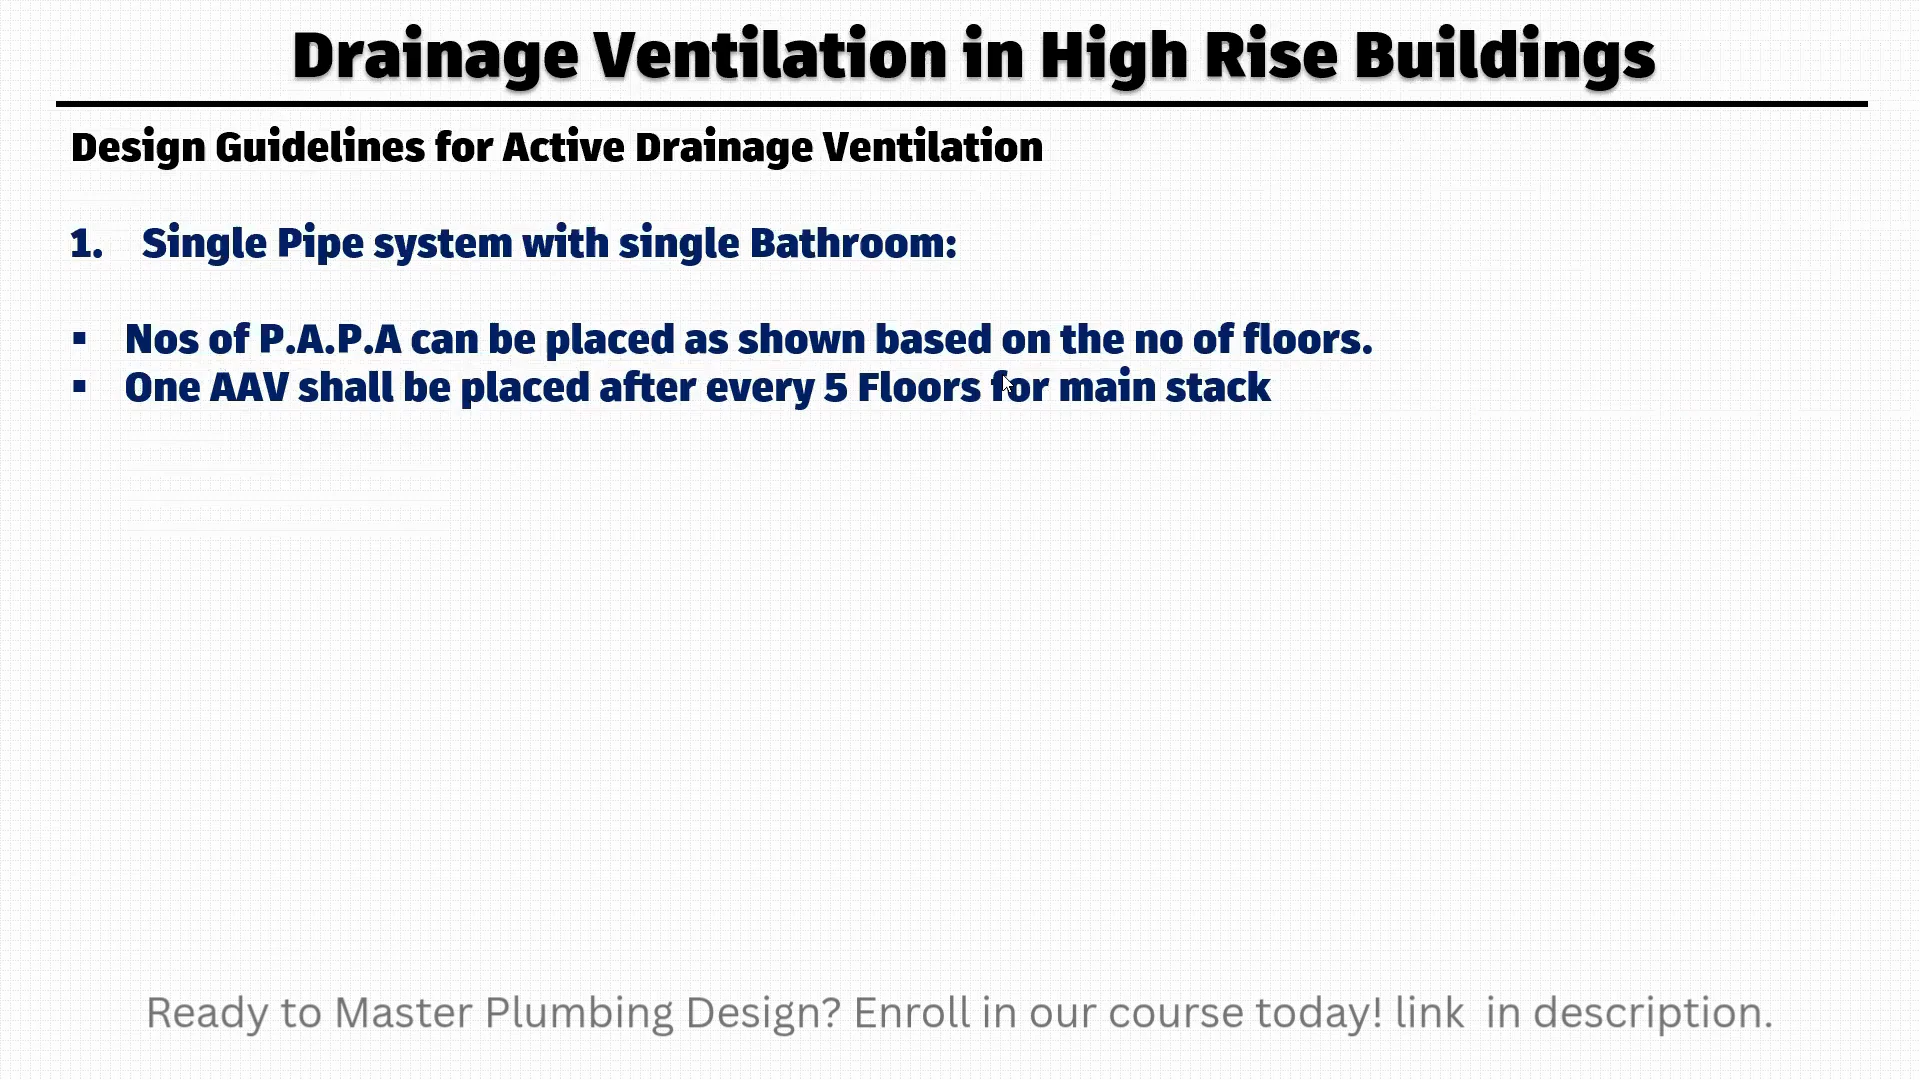 Drainage Ventilation in High Rise Buildings
Design Guidelines for Active Drainage Ventilation
1. Single Pipe system with single Bathroom:
▪ Nos of P.A.P.A can be placed as shown based on the no of floors.
▪ One AAV shall be placed after every 5 Floors for main stack
Ready to Master Plumbing Design? Enroll in our course today! link in description.